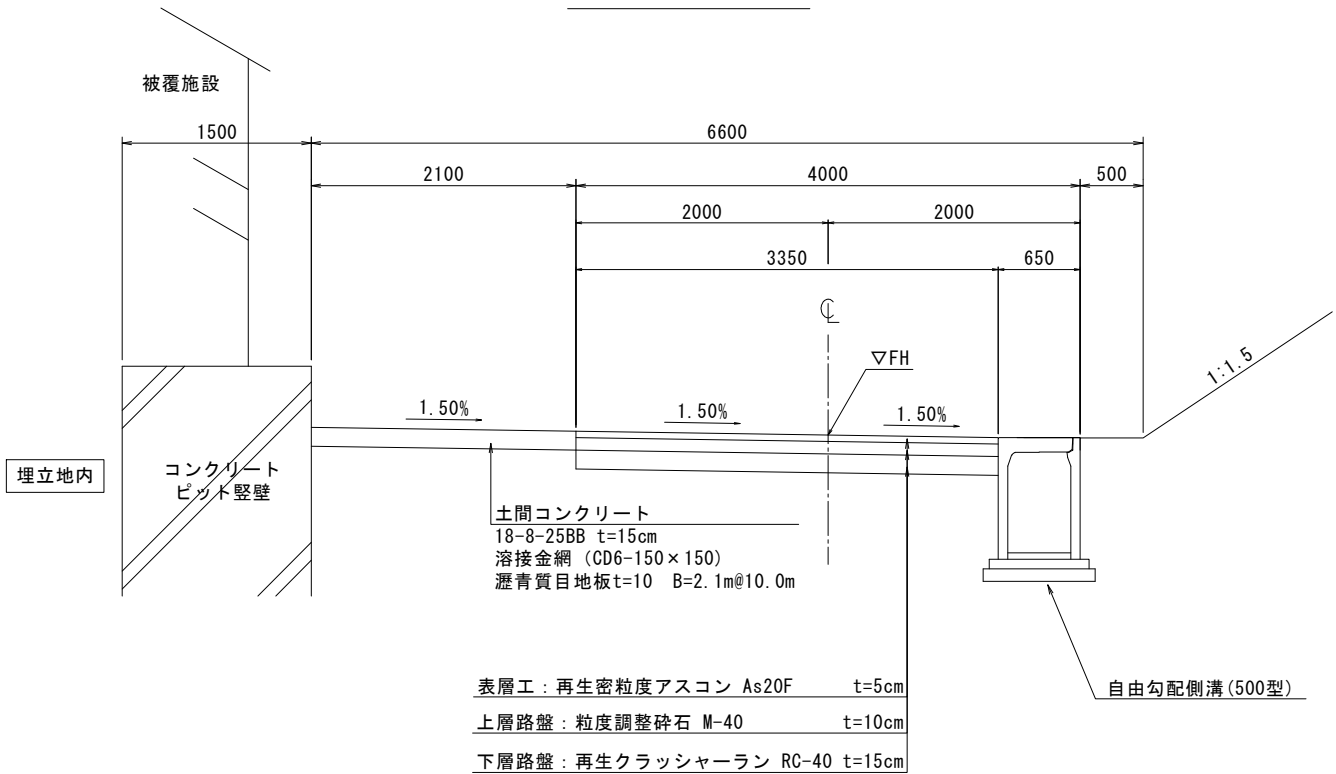 被覆施設
1500
6600
2100
4000
500
2000
2000
3350
650
℄
▽FH
1:1.5
1.50%
1.50%
1.50%
埋立地内
コンクリート
ピット竪壁
土間コンクリート
18-8-25BB t=15cm
溶接金網 (CD6-150×150)
瀝青質目地板t=10 B=2.1m@10.0m
表層工：再生密粒度アスコン As20F t=5cm
上層路盤：粒度調整砕石 M-40 t=10cm
下層路盤：再生クラッシャーラン RC-40 t=15cm
自由勾配側溝(500型)